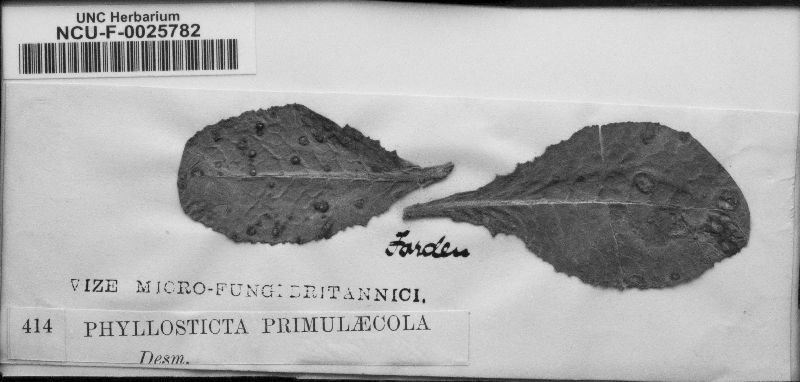 UNC Herbarium
NCU-F-0025782
Farden
VIZE MICRO-FUNGI BRITANNICI.
414 PHYLLOSTICTA PRIMULÆCOLA
Desm.